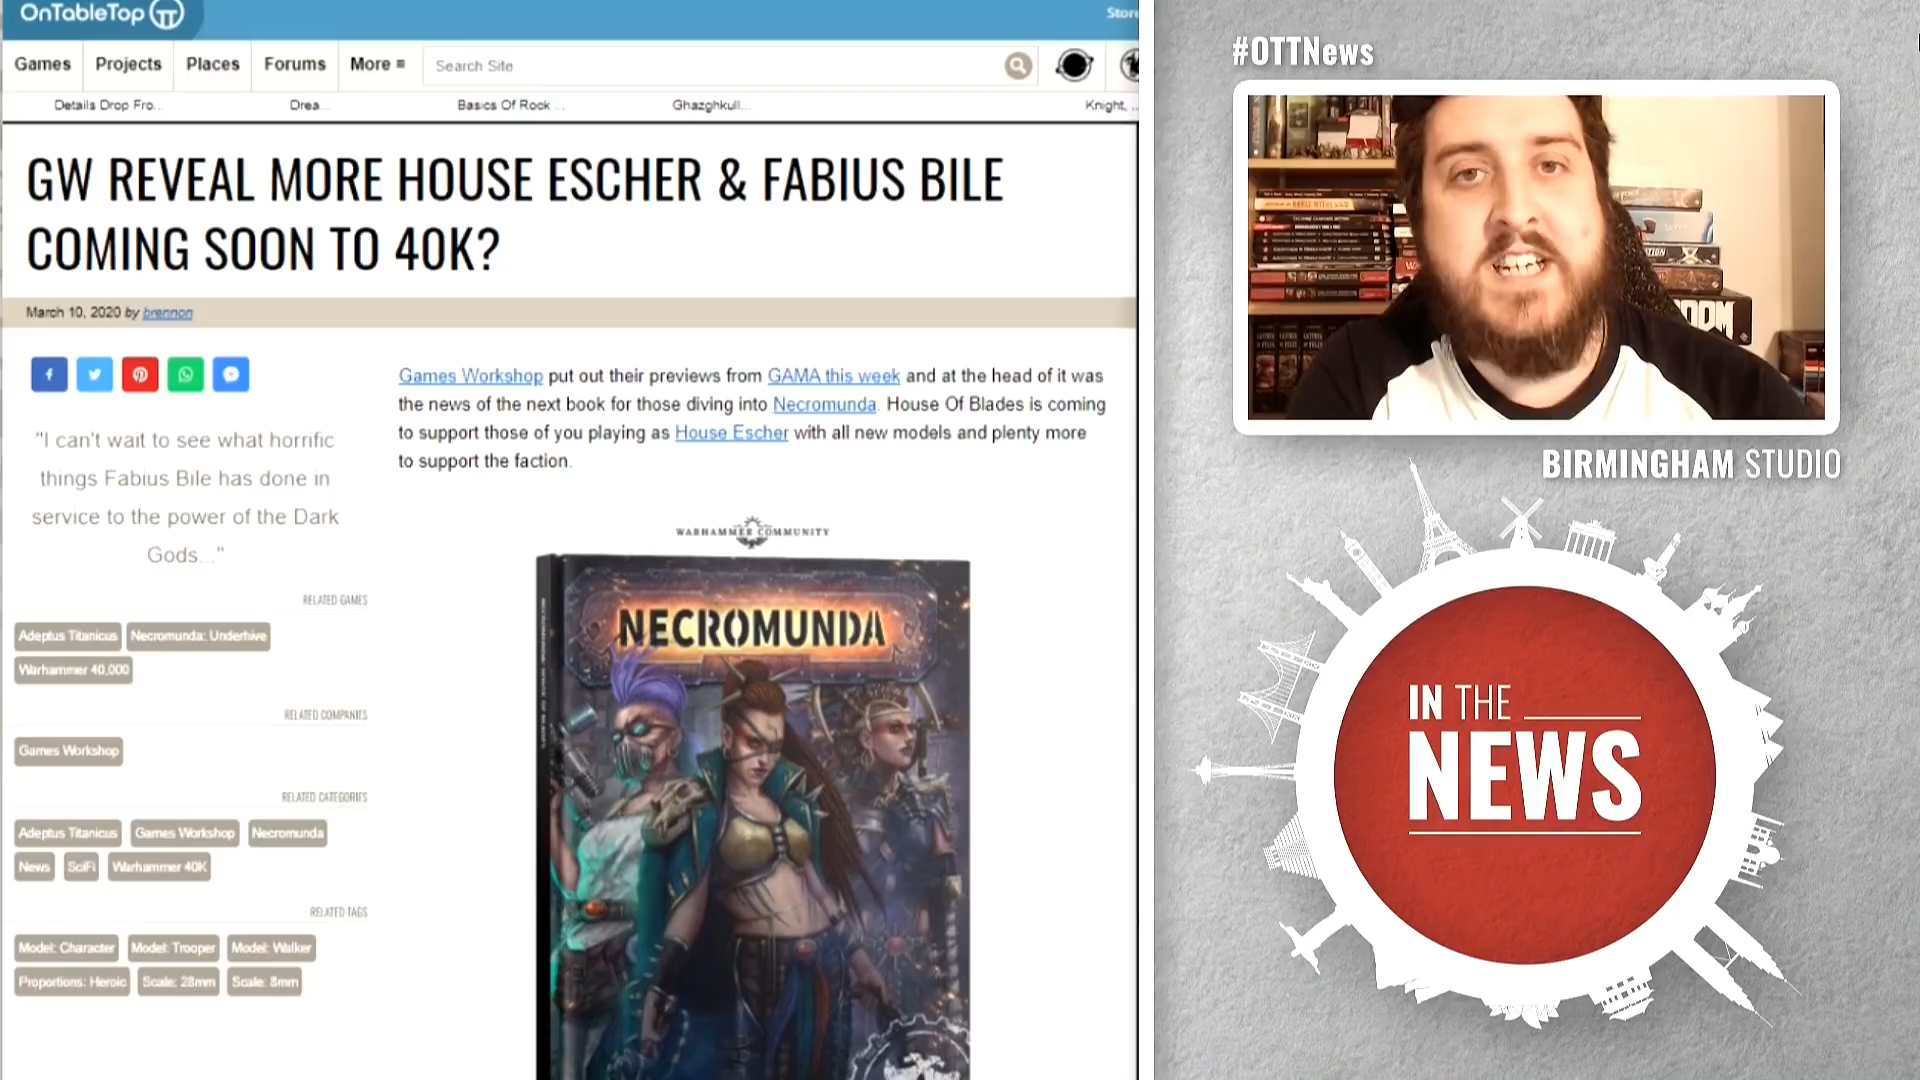 OnTableTop
Store
Games Projects Places Forums More ≡ Search Site
Details Drop Fro... Drea... Basics Of Rock ... Ghazghkull... Knight, ...
GW REVEAL MORE HOUSE ESCHER & FABIUS BILE
COMING SOON TO 40K?
March 10, 2020 by brennon
"I can't wait to see what horrific
things Fabius Bile has done in
service to the power of the Dark
Gods..."
RELATED GAMES
Adeptus Titanicus Necromunda: Underhive
Warhammer 40,000
RELATED COMPANIES
Games Workshop
RELATED CATEGORIES
Adeptus Titanicus Games Workshop Necromunda
News SciFi Warhammer 40K
RELATED TAGS
Model: Character Model: Trooper Model: Walker
Proportions: Heroic Scale: 28mm Scale: 8mm
Games Workshop put out their previews from GAMA this week and at the head of it was
the news of the next book for those diving into Necromunda. House Of Blades is coming
to support those of you playing as House Escher with all new models and plenty more
to support the faction.
WARHAMMER COMMUNITY
NECROMUNDA
#OTTNews
DOOM
BIRMINGHAM STUDIO
IN THE
NEWS